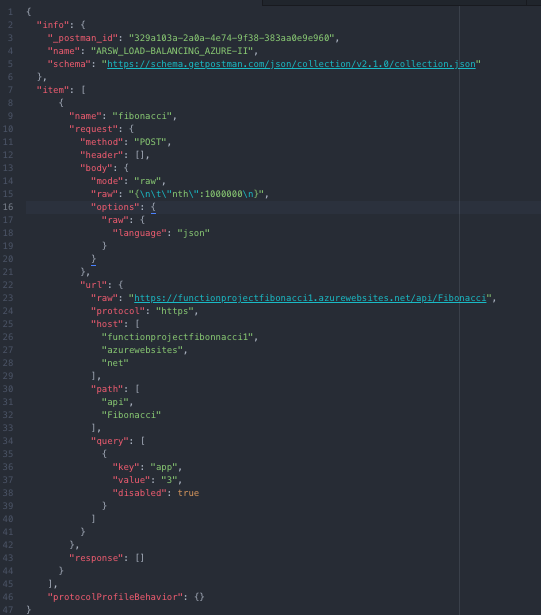 1 {
2 "info": {
3 "_postman_id": "329a103a-2a0a-4e74-9f38-383aa0e9e960",
4 "name": "ARSW_LOAD-BALANCING_AZURE-II",
5 "schema": "https://schema.getpostman.com/json/collection/v2.1.0/collection.json"
6 },
7 "item": [
8 {
9 "name": "fibonacci",
10 "request": {
11 "method": "POST",
12 "header": [],
13 "body": {
14 "mode": "raw",
15 "raw": "{\n\t\"nth\":1000000\n}",
16 "options": {
17 "raw": {
18 "language": "json"
19 }
20 }
21 },
22 "url": {
23 "raw": "https://functionprojectfibonacci1.azurewebsites.net/api/Fibonacci",
24 "protocol": "https",
25 "host": [
26 "functionprojectfibonnacci1",
27 "azurewebsites",
28 "net"
29 ],
30 "path": [
31 "api",
32 "Fibonacci"
33 ],
34 "query": [
35 {
36 "key": "app",
37 "value": "3",
38 "disabled": true
39 }
40 ]
41 }
42 },
43 "response": []
44 }
45 ],
46 "protocolProfileBehavior": {}
47 }